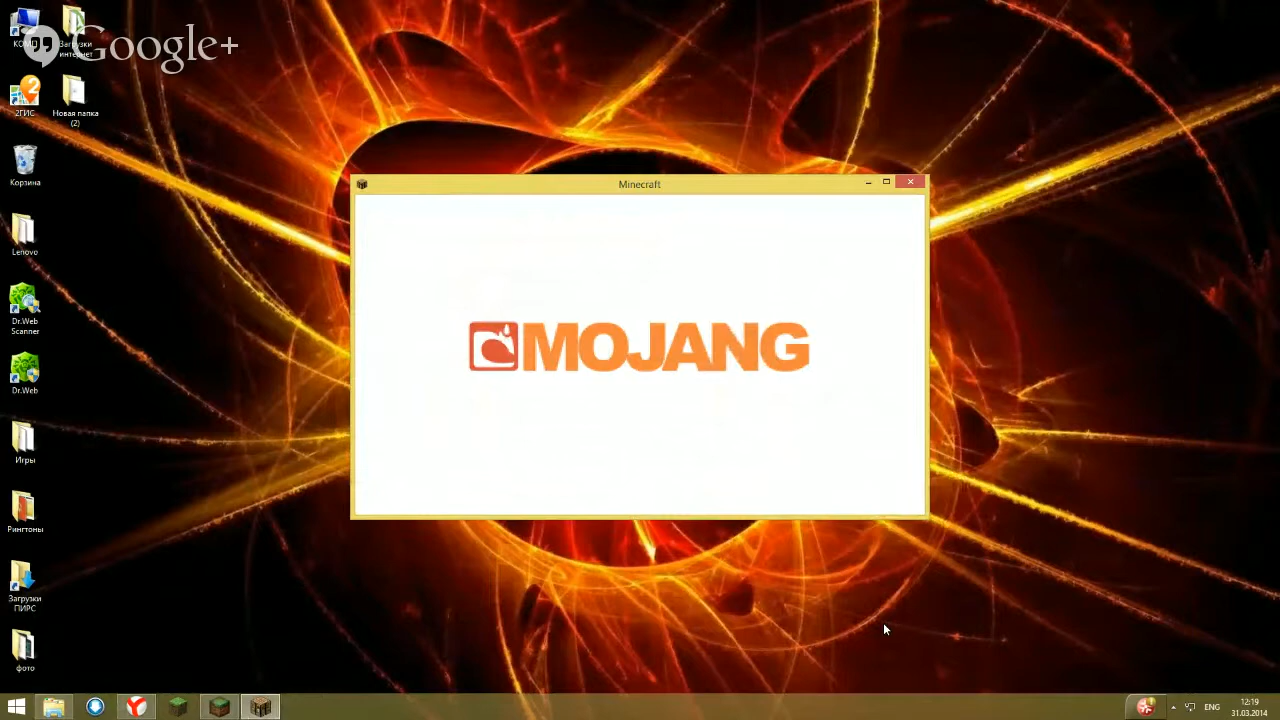 КОМП
Загрузки
интернет
Google+
2ГИС
Новая папка
(2)
Корзина
Lenovo
Dr.Web
Scanner
Dr.Web
Игры
Рингтоны
Загрузки
ПИРС
фото
Minecraft
MOJANG
ENG
12:19
31.03.2014